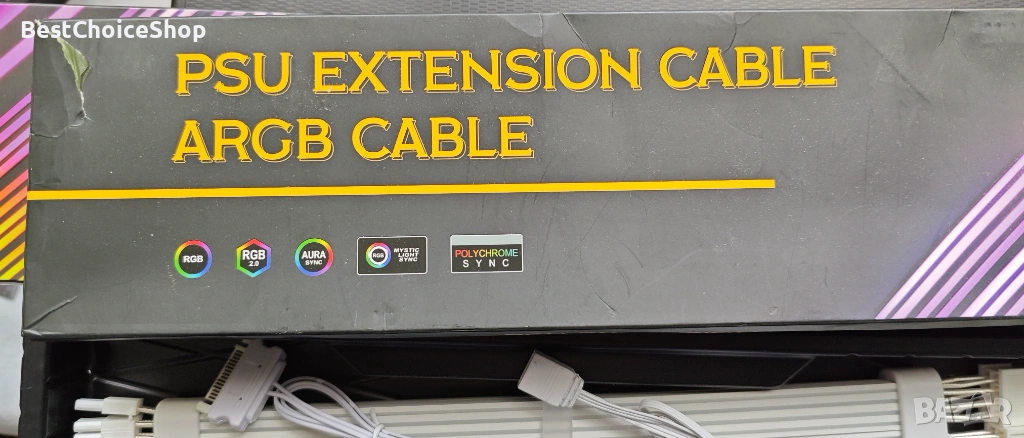 BestChoiceShop
PSU EXTENSION CABLE
ARGB CABLE
RGB
RGB
2.0
AURA
SYNC
RGB
MYSTIC
LIGHT
SYNC
POLYCHROME
SYNC
BAZAR